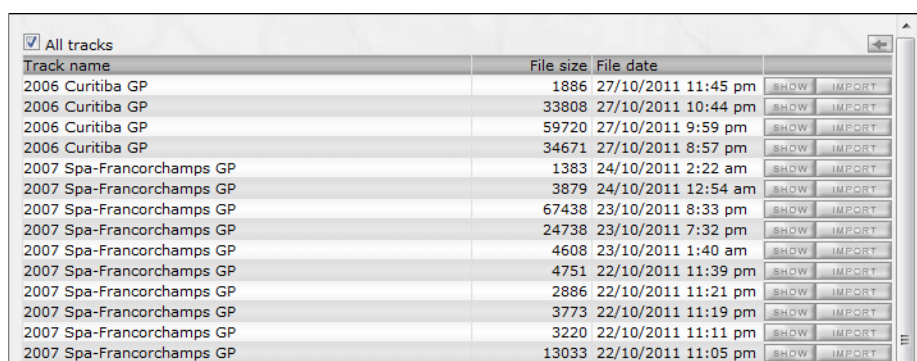 All tracks
Track name File size File date
2006 Curitiba GP 1886 27/10/2011 11:45 pm SHOW IMPORT
2006 Curitiba GP 33808 27/10/2011 10:44 pm SHOW IMPORT
2006 Curitiba GP 59720 27/10/2011 9:59 pm SHOW IMPORT
2006 Curitiba GP 34671 27/10/2011 8:57 pm SHOW IMPORT
2007 Spa-Francorchamps GP 1383 24/10/2011 2:22 am SHOW IMPORT
2007 Spa-Francorchamps GP 3879 24/10/2011 12:54 am SHOW IMPORT
2007 Spa-Francorchamps GP 67438 23/10/2011 8:33 pm SHOW IMPORT
2007 Spa-Francorchamps GP 24738 23/10/2011 7:32 pm SHOW IMPORT
2007 Spa-Francorchamps GP 4608 23/10/2011 1:40 am SHOW IMPORT
2007 Spa-Francorchamps GP 4751 22/10/2011 11:39 pm SHOW IMPORT
2007 Spa-Francorchamps GP 2886 22/10/2011 11:21 pm SHOW IMPORT
2007 Spa-Francorchamps GP 3773 22/10/2011 11:19 pm SHOW IMPORT
2007 Spa-Francorchamps GP 3220 22/10/2011 11:11 pm SHOW IMPORT
2007 Spa-Francorchamps GP 13033 22/10/2011 11:05 pm SHOW IMPORT